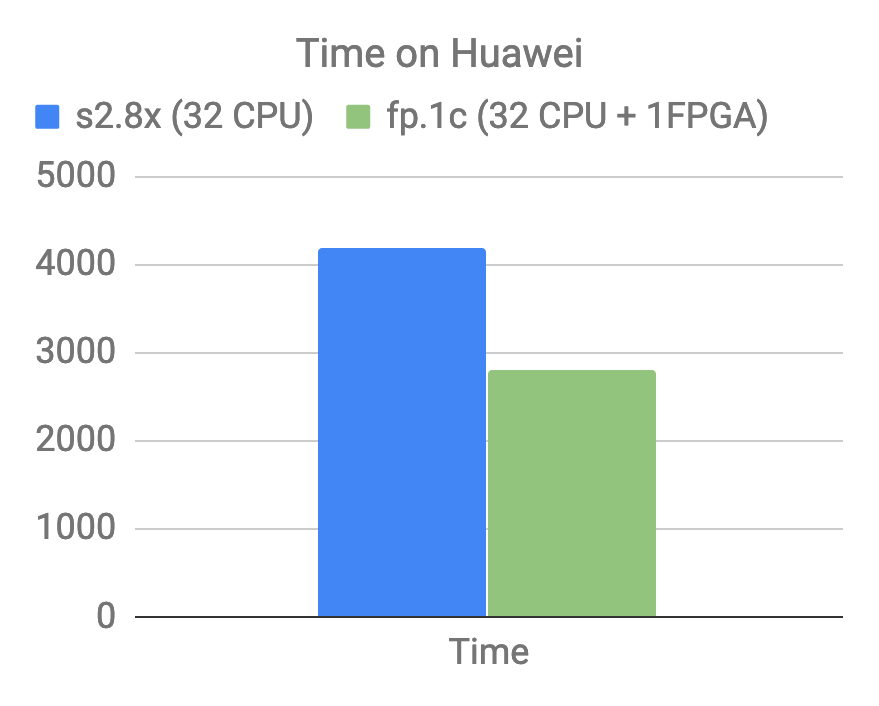 Time on Huawei
s2.8x (32 CPU) fp.1c (32 CPU + 1FPGA)
5000
4000
3000
2000
1000
0
Time